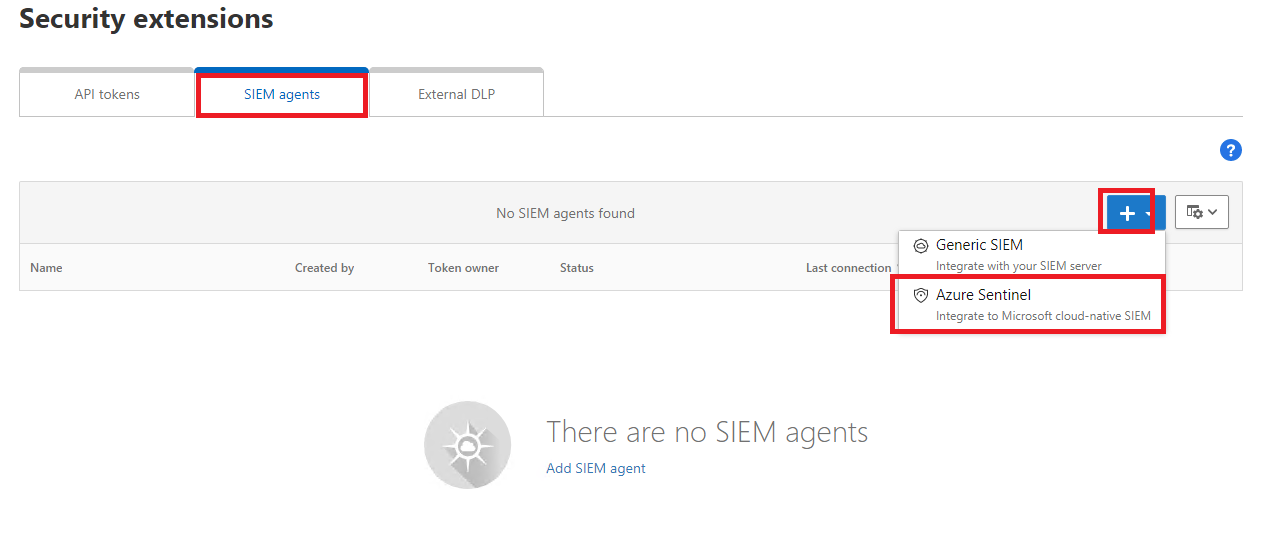 Security extensions
API tokens
SIEM agents
External DLP
?
No SIEM agents found
Generic SIEM
Integrate with your SIEM server
Name
Created by
Token owner
Status
Last connection
Azure Sentinel
Integrate to Microsoft cloud-native SIEM
There are no SIEM agents
Add SIEM agent